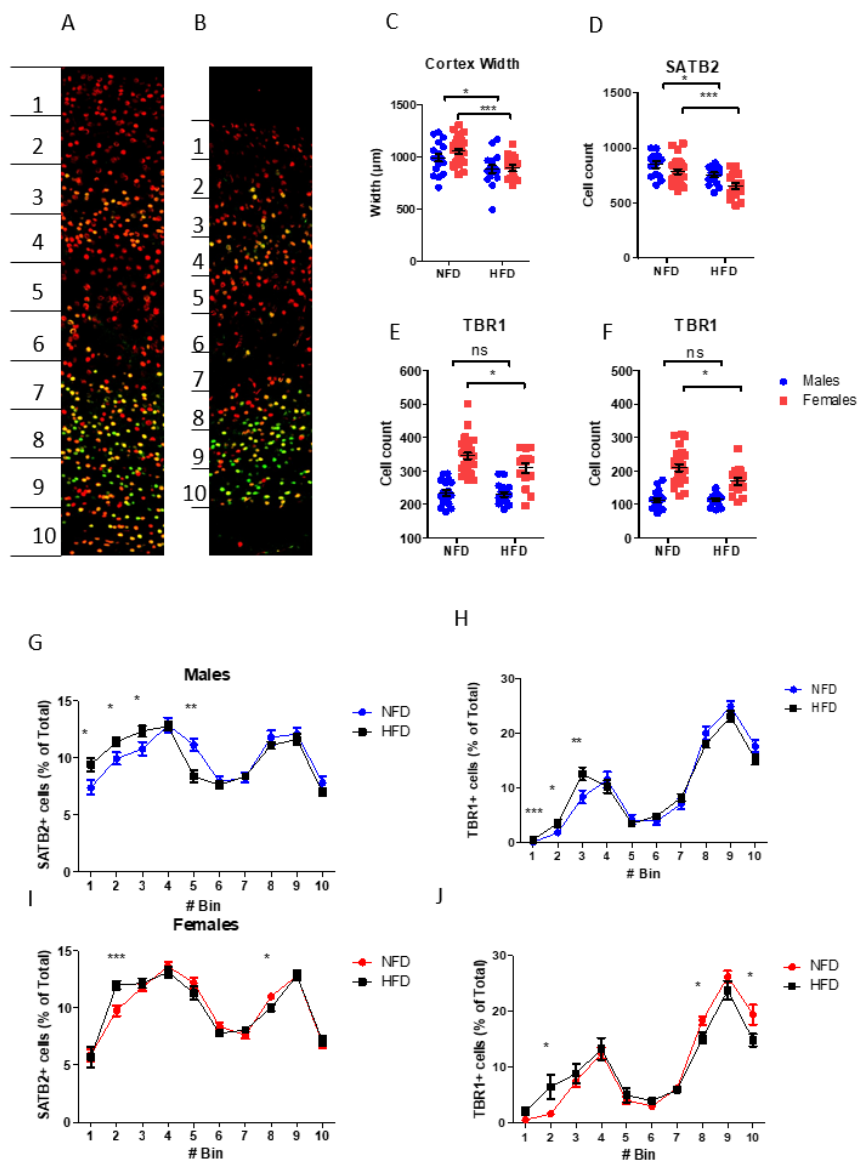 A
B
1
2
3
4
5
6
7
8
9
10
1
2
3
4
5
6
7
8
9
10
C
Cortex Width
*
***
1500
1000
500
0
Width (µm)
NFD HFD
D
SATB2
*
***
1500
1000
500
0
Cell count
NFD HFD
E
TBR1
ns
*
600
500
400
300
200
100
Cell count
NFD HFD
F
TBR1
ns
*
500
400
300
200
100
0
Cell count
NFD HFD
Males
Females
G
Males
15
10
5
0
SATB2+ cells (% of Total)
* * * **
NFD
HFD
1 2 3 4 5 6 7 8 9 10
# Bin
H
30
20
10
0
TBR1+ cells (% of Total)
*** * **
NFD
HFD
1 2 3 4 5 6 7 8 9 10
# Bin
I
Females
15
10
5
0
SATB2+ cells (% of Total)
*** *
NFD
HFD
1 2 3 4 5 6 7 8 9 10
# Bin
J
30
20
10
0
TBR1+ cells (% of Total)
* * *
NFD
HFD
1 2 3 4 5 6 7 8 9 10
# Bin